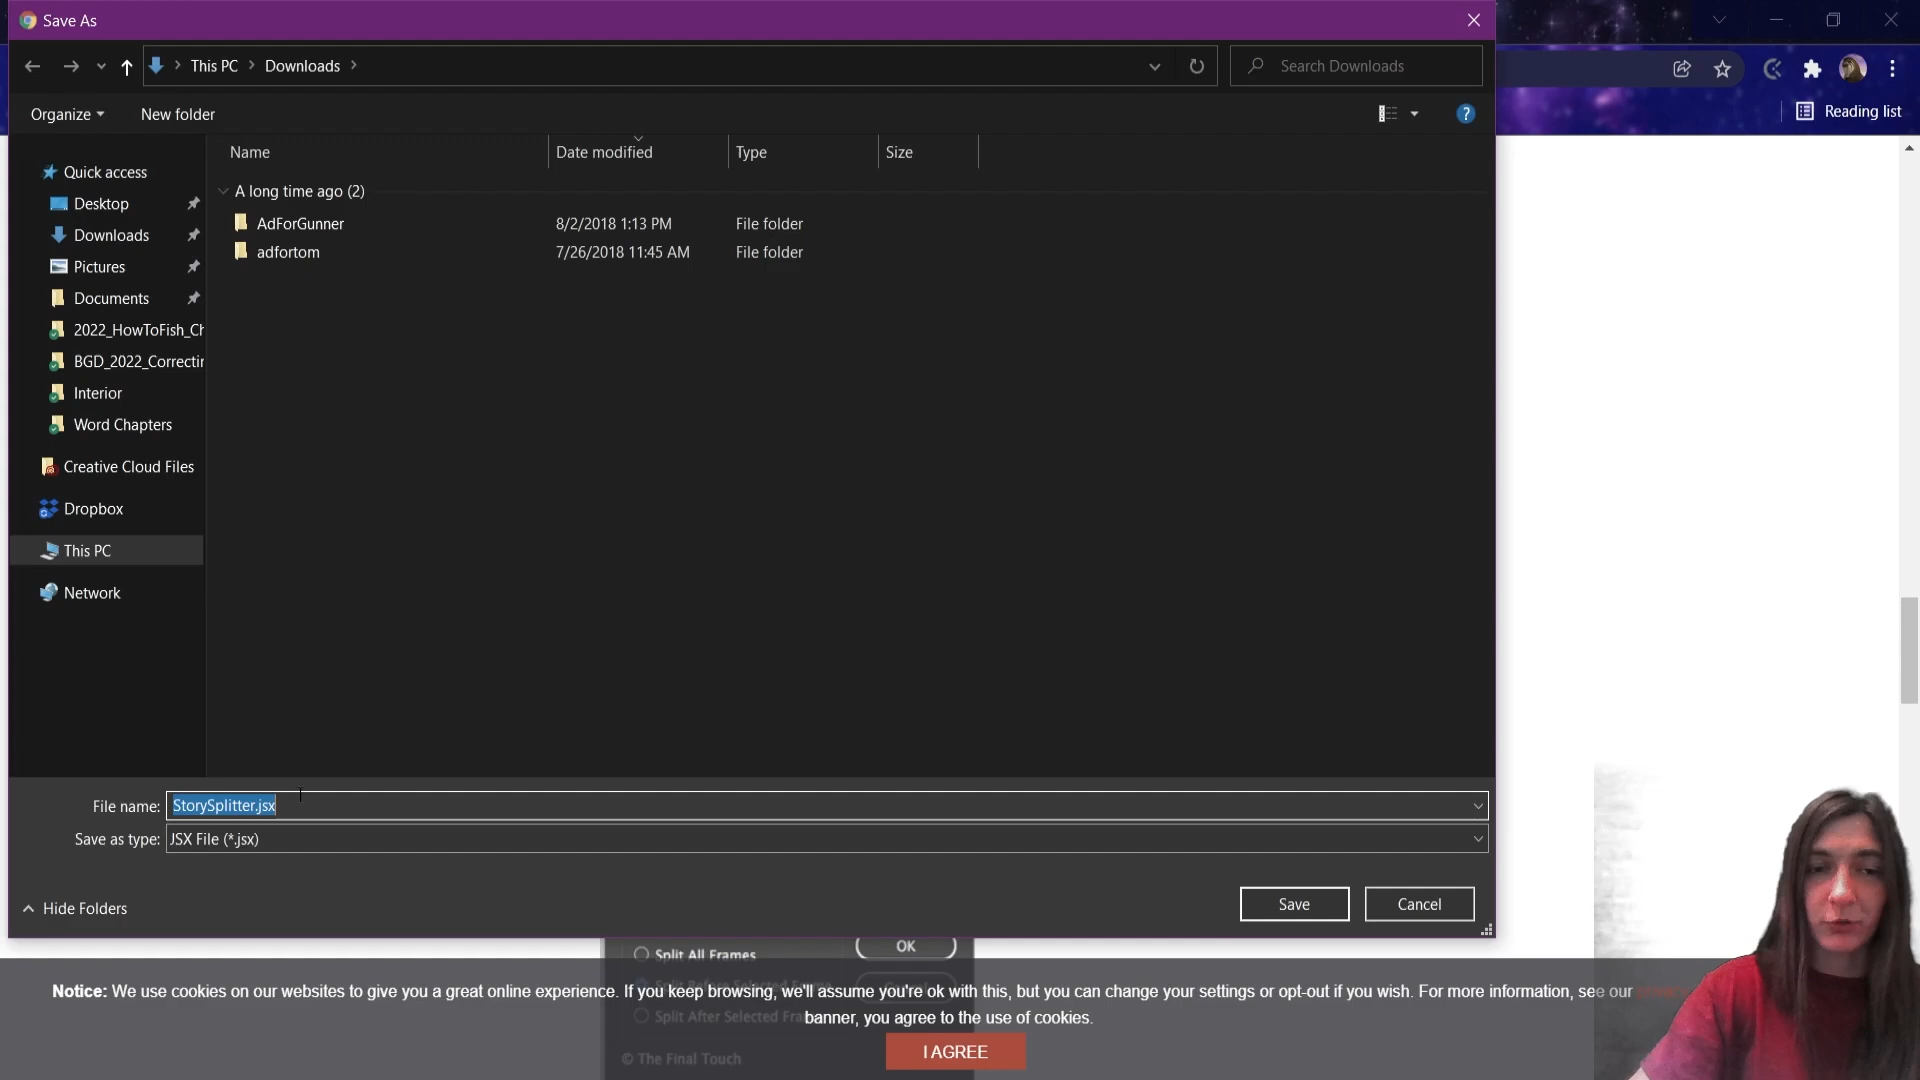 Save As
This PC
Downloads
Search Downloads
Organize
New folder
Reading list
Name
Date modified
Type
Size
Quick access
Desktop
Downloads
Pictures
Documents
2022_HowToFish_Ch
BGD_2022_Correctin
Interior
Word Chapters
Creative Cloud Files
Dropbox
This PC
Network
A long time ago (2)
AdForGunner 8/2/2018 1:13 PM File folder
adfortom 7/26/2018 11:45 AM File folder
File name: StorySplitter.jsx
Save as type: JSX File (*.jsx)
Hide Folders
Save
Cancel
Split All Frames
OK
Notice: We use cookies on our websites to give you a great online experience. If you keep browsing, we'll assume you're ok with this, but you can change your settings or opt-out if you wish. For more information, see our
banner, you agree to the use of cookies.
Split After Selected Fra
I AGREE
© The Final Touch